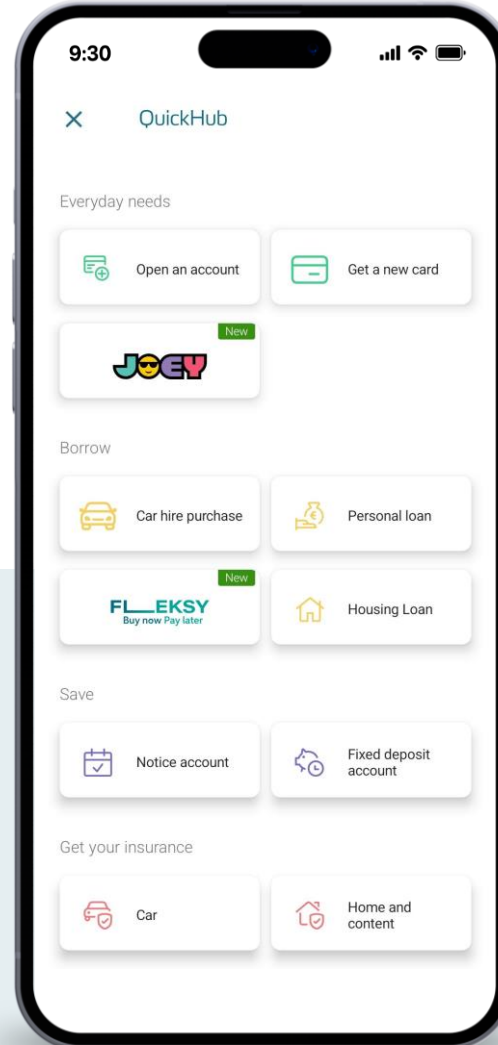 9:30
QuickHub
Everyday needs
Open an account
Get a new card
New
JOEY
Borrow
Car hire purchase
Personal loan
New
FLEKSY
Buy now Pay later
Housing Loan
Save
Notice account
Fixed deposit
account
Get your insurance
Car
Home and
content